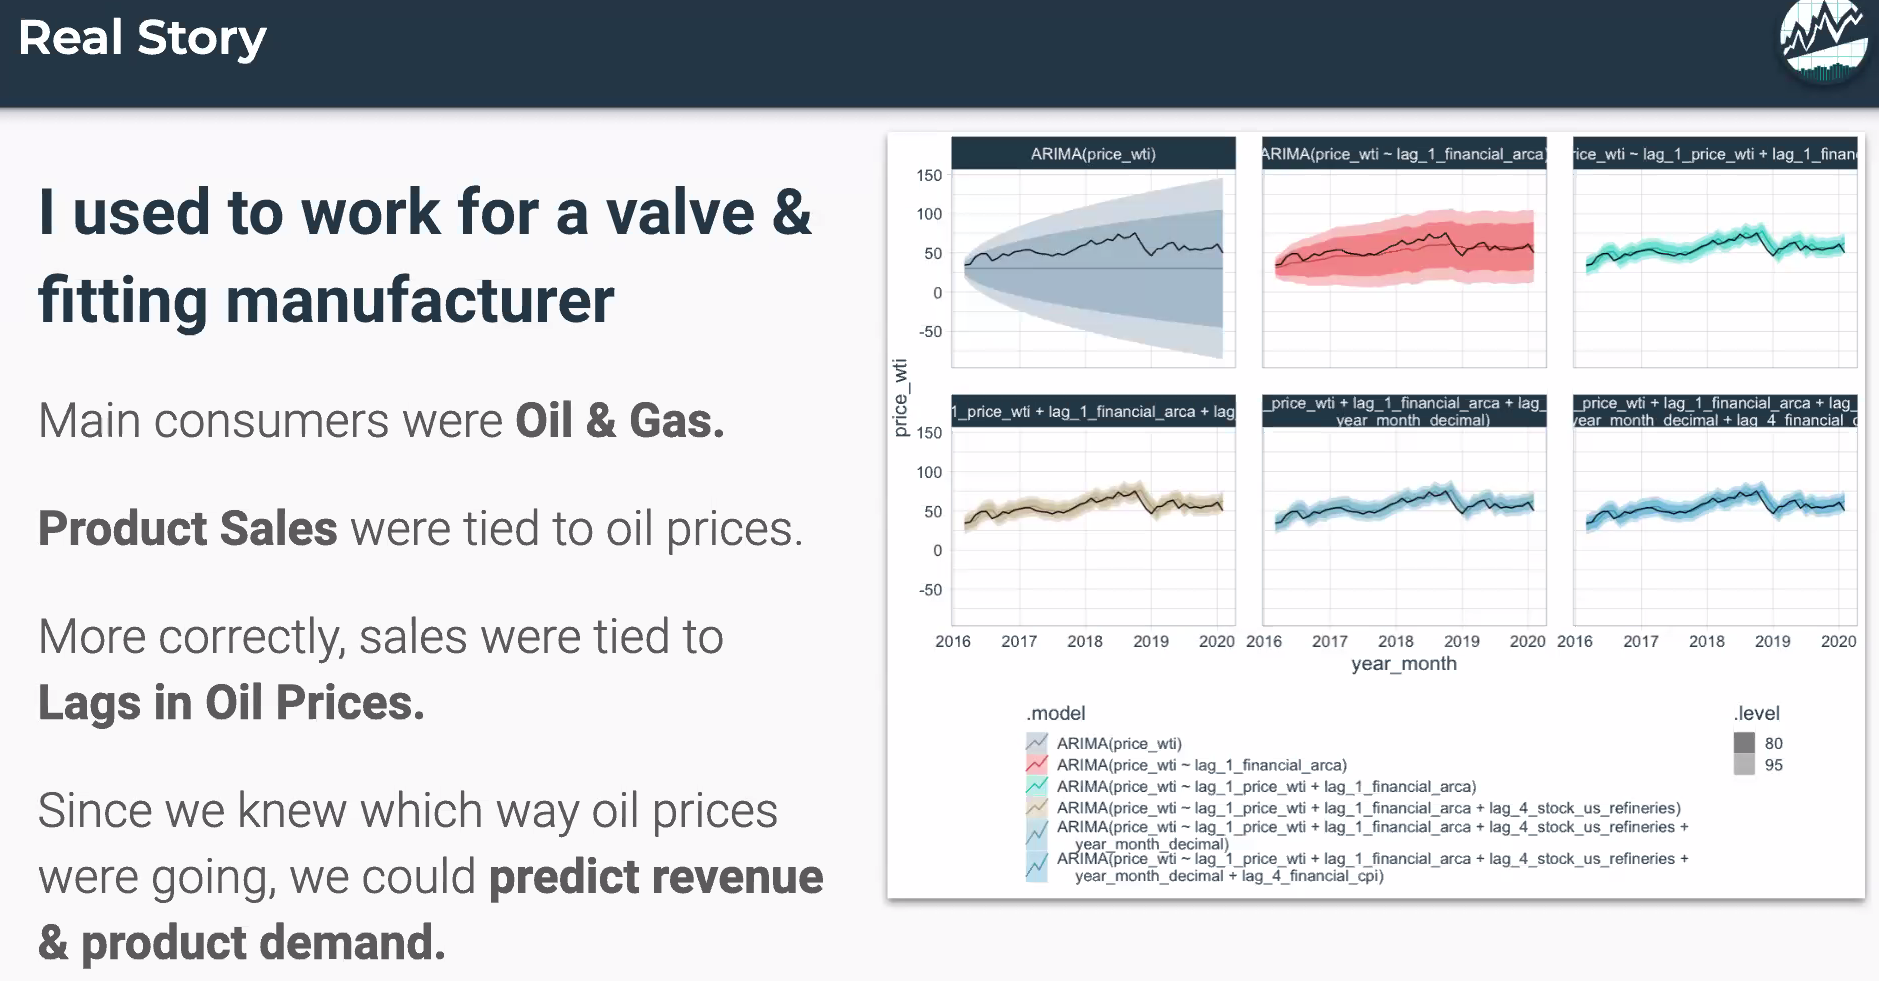 Real Story
I used to work for a valve &
fitting manufacturer
Main consumers were Oil & Gas.
Product Sales were tied to oil prices.
More correctly, sales were tied to
Lags in Oil Prices.
Since we knew which way oil prices
were going, we could predict revenue
& product demand.
ARIMA(price_wti)
ARIMA(price_wti ~ lag_1_financial_arca)
rice_wti ~ lag_1_price_wti + lag_1_finan
150
100
50
0
-50
price_wti
1_price_wti + lag_1_financial_arca + lag_
_price_wti + lag_1_financial_arca + lag_
year_month_decimal)
_price_wti + lag_1_financial_arca + lag_
year_month_decimal + lag_4_financial_c
150
100
50
0
-50
2016 2017 2018 2019 2020 2016 2017 2018 2019 2020 2016 2017 2018 2019 2020
year_month
.model
ARIMA(price_wti)
ARIMA(price_wti ~ lag_1_financial_arca)
ARIMA(price_wti ~ lag_1_price_wti + lag_1_financial_arca)
ARIMA(price_wti ~ lag_1_price_wti + lag_1_financial_arca + lag_4_stock_us_refineries)
ARIMA(price_wti ~ lag_1_price_wti + lag_1_financial_arca + lag_4_stock_us_refineries +
year_month_decimal)
ARIMA(price_wti ~ lag_1_price_wti + lag_1_financial_arca + lag_4_stock_us_refineries +
year_month_decimal + lag_4_financial_cpi)
.level
80
95